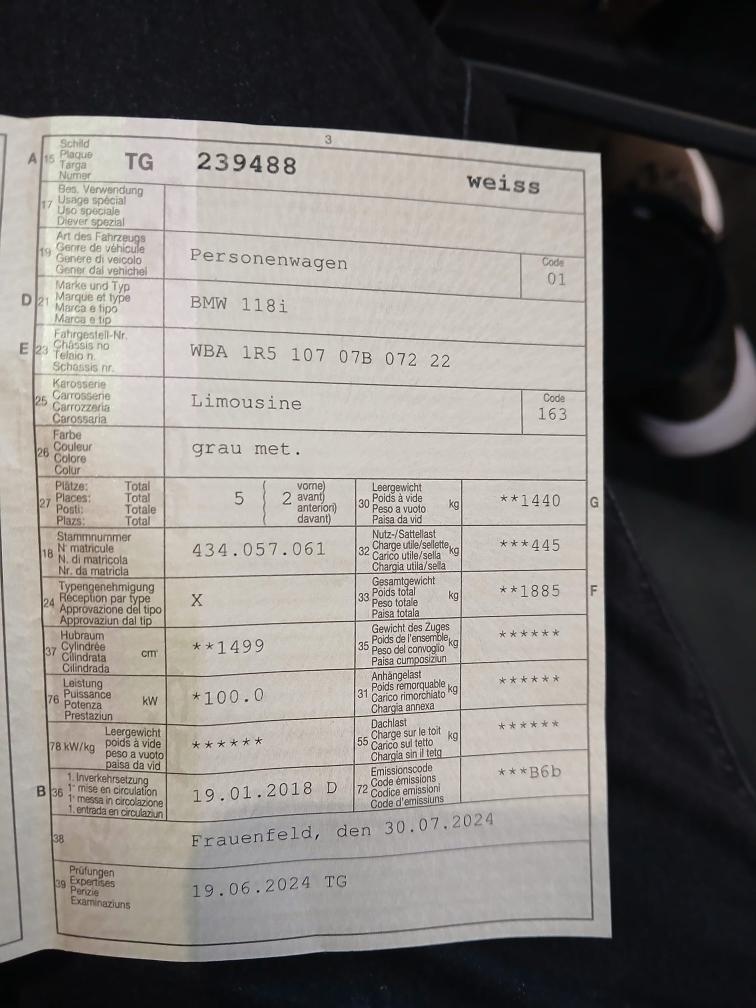 3
A 15 Schild
Plaque
Targa
Numer
TG 239488 weiss
17 Bes. Verwendung
Usage spécial
Uso speciale
Diever spezial
19 Art des Fahrzeugs
Genre de véhicule
Genere di veicolo
Gener dal vehichel
Personenwagen
Code
01
D 21 Marke und Typ
Marque et type
Marca e tipo
Marca e tip
BMW 118i
E 23 Fahrgestell-Nr.
Châssis no
Telaio n.
Schassis nr.
WBA 1R5 107 07B 072 22
25 Karosserie
Carrosserie
Carrozzeria
Carossaria
Limousine
Code
163
26 Farbe
Couleur
Colore
Colur
grau met.
27 Plätze: Total
Places: Total
Posti: Totale
Plazs: Total
5 ( 2 vorne)
avant)
anteriori)
davant)
30 Leergewicht
Poids à vide
Peso a vuoto
Paisa da vid
kg
**1440 G
18 Stammnummer
N° matricule
N. di matricola
Nr. da matricla
434.057.061
32 Nutz-/Sattellast
Charge utile/sellette
Carico utile/sella
Chargia utila/sella
kg
***445
24 Typengenehmigung
Réception par type
Approvazione del tipo
Approvaziun dal tip
X
33 Gesamtgewicht
Poids total
Peso totale
Paisa totala
kg
**1885 F
37 Hubraum
Cylindrée
Cilindrata
Cilindrada
cm³
**1499
35 Gewicht des Zuges
Poids de l'ensemble
Peso del convoglio
Paisa cumposiziun
kg
******
76 Leistung
Puissance
Potenza
Prestaziun
kW
*100.0
31 Anhängelast
Poids remorquable
Carico rimorchiato
Chargia annexa
kg
******
78 kW/kg Leergewicht
poids à vide
peso a vuoto
paisa da vid
******
55 Dachlast
Charge sur le toit
Carico sul tetto
Chargia sin il tetg
kg
******
B 36 1. Inverkehrsetzung
1re mise en circulation
1a messa in circolazione
1. entrada en circulaziun
19.01.2018 D
72 Emissionscode
Code émissions
Codice emissioni
Code d'emissiuns
***B6b
38 Frauenfeld, den 30.07.2024
39 Prüfungen
Expertises
Perizie
Examinaziuns
19.06.2024 TG